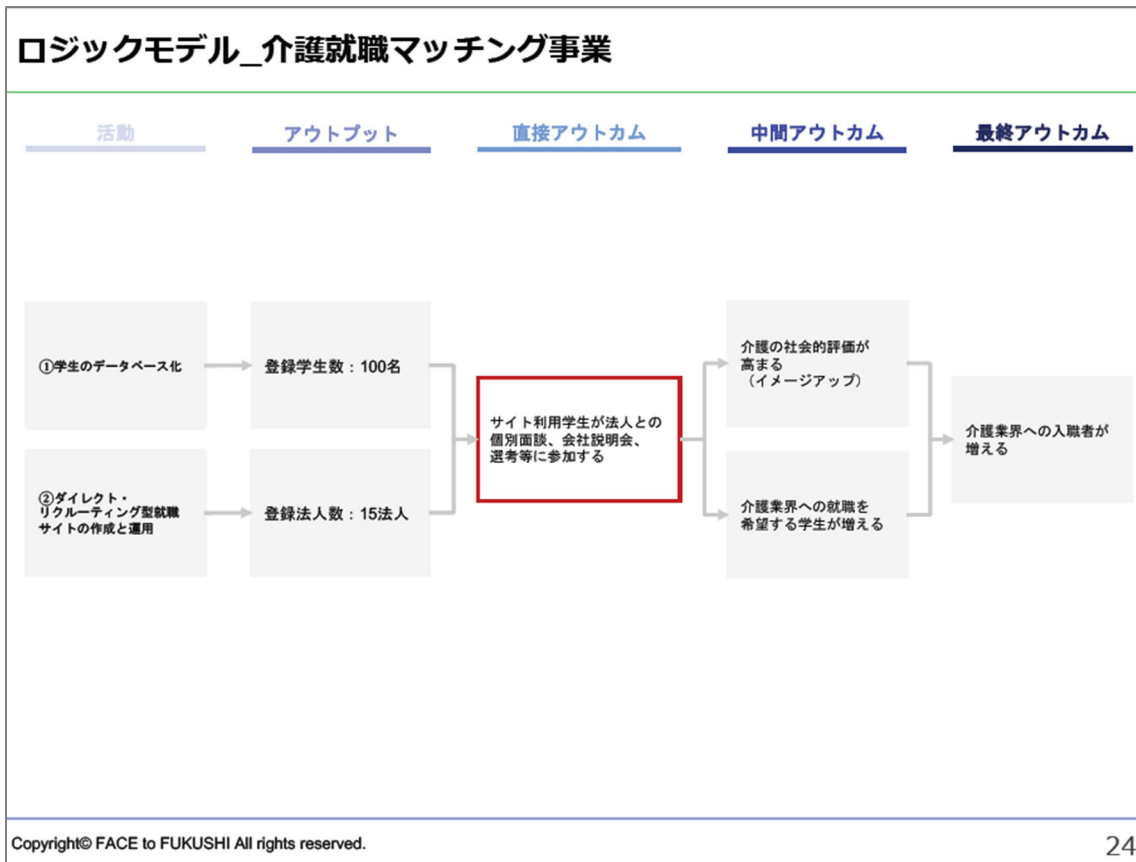 ロジックモデル_介護就職マッチング事業
活動
アウトプット
直接アウトカム
中間アウトカム
最終アウトカム
①学生のデータベース化
登録学生数：100名
②ダイレクト・
リクルーティング型就職
サイトの作成と運用
登録法人数：15法人
サイト利用学生が法人との
個別面談、会社説明会、
選考等に参加する
介護の社会的評価が
高まる
（イメージアップ）
介護業界への就職を
希望する学生が増える
介護業界への入職者が
増える
Copyright© FACE to FUKUSHI All rights reserved.
24